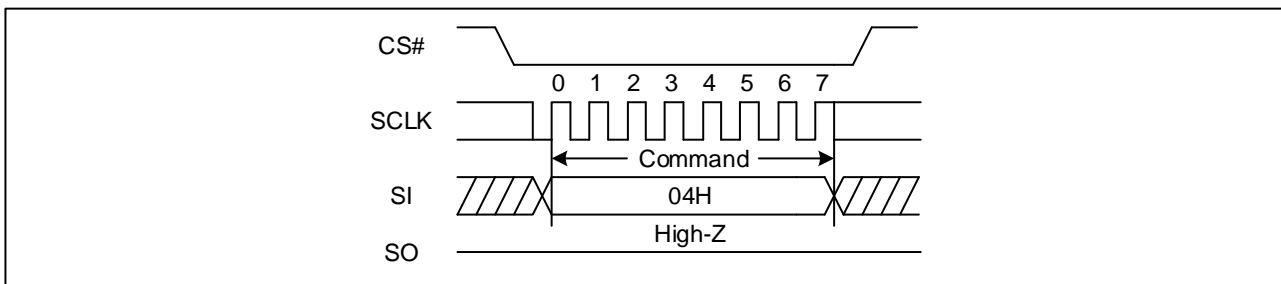 CS#
0 1 2 3 4 5 6 7
SCLK
Command
SI
04H
High-Z
SO